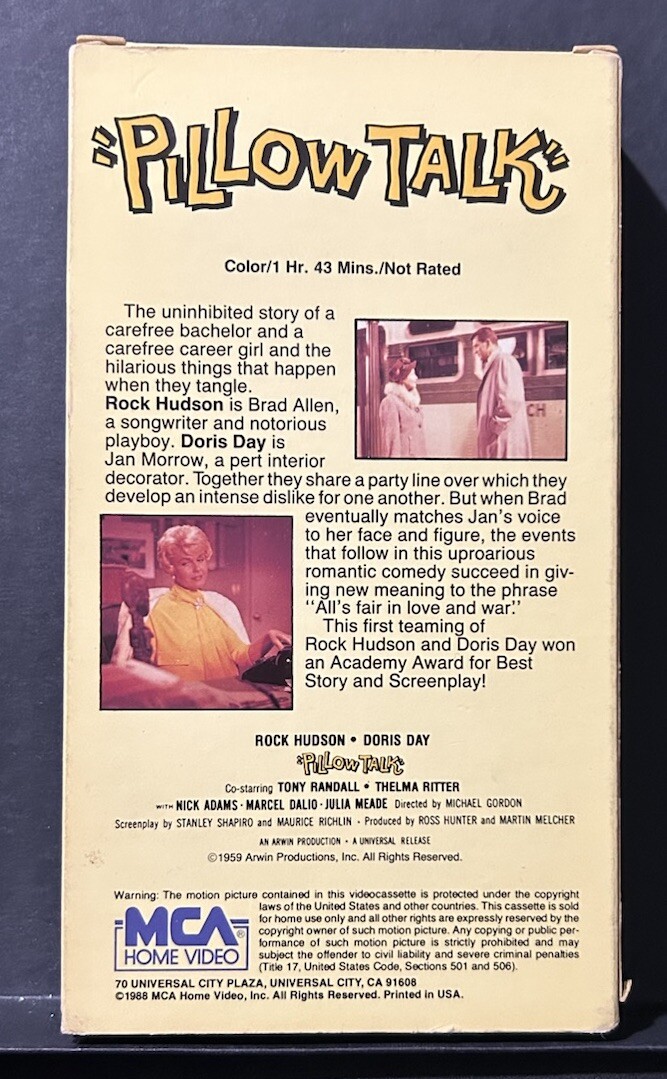 "PILLOW TALK"
Color/1 Hr. 43 Mins./Not Rated
The uninhibited story of a
carefree bachelor and a
carefree career girl and the
hilarious things that happen
when they tangle.
Rock Hudson is Brad Allen,
a songwriter and notorious
playboy. Doris Day is
Jan Morrow, a pert interior
decorator. Together they share a party line over which they
develop an intense dislike for one another. But when Brad
eventually matches Jan's voice
to her face and figure, the events
that follow in this uproarious
romantic comedy succeed in giv-
ing new meaning to the phrase
"All's fair in love and war."
This first teaming of
Rock Hudson and Doris Day won
an Academy Award for Best
Story and Screenplay!
CH
ROCK HUDSON • DORIS DAY
"PILLOW TALK"
Co-starring TONY RANDALL • THELMA RITTER
WITH NICK ADAMS · MARCEL DALIO · JULIA MEADE Directed by MICHAEL GORDON
Screenplay by STANLEY SHAPIRO and MAURICE RICHLIN · Produced by ROSS HUNTER and MARTIN MELCHER
AN ARWIN PRODUCTION · A UNIVERSAL RELEASE
©1959 Arwin Productions, Inc. All Rights Reserved.
Warning: The motion picture contained in this videocassette is protected under the copyright
laws of the United States and other countries. This cassette is sold
for home use only and all other rights are expressly reserved by the
copyright owner of such motion picture. Any copying or public per-
formance of such motion picture is strictly prohibited and may
subject the offender to civil liability and severe criminal penalties
(Title 17, United States Code, Sections 501 and 506).
MCA®
HOME VIDEO
70 UNIVERSAL CITY PLAZA, UNIVERSAL CITY, CA 91608
©1988 MCA Home Video, Inc. All Rights Reserved. Printed in USA.